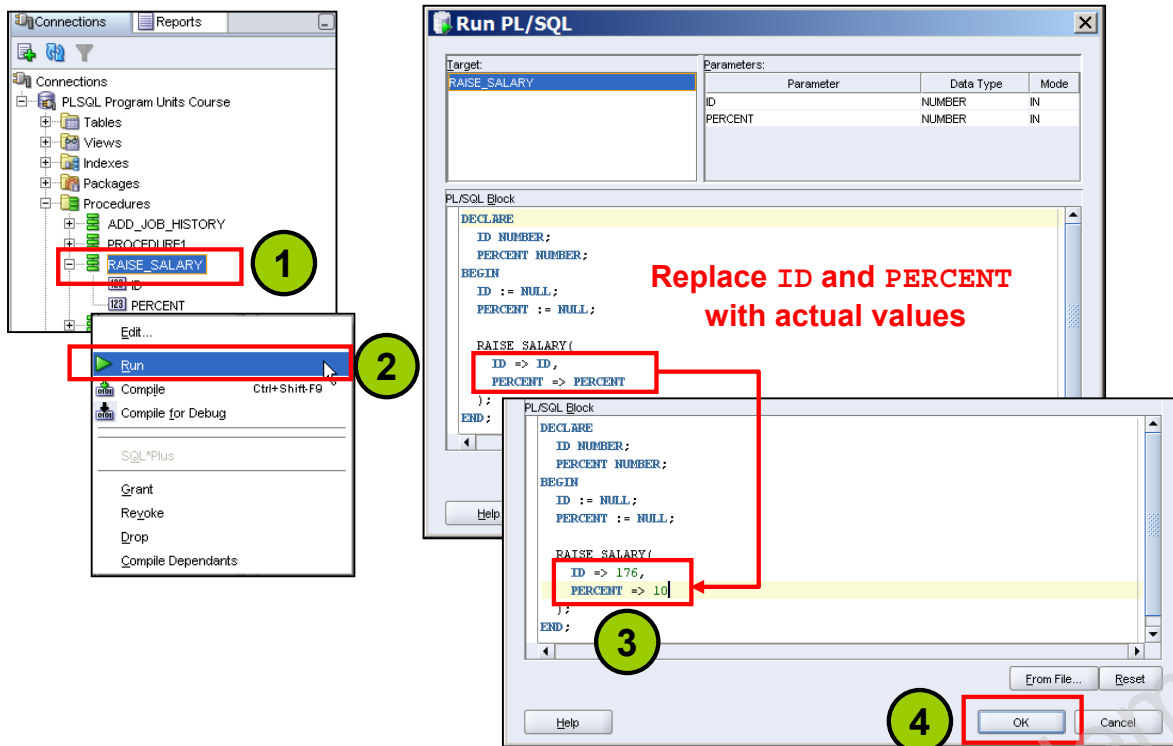 Connections Reports
Connections
PLSQL Program Units Course
Tables
Views
Indexes
Packages
Procedures
ADD_JOB_HISTORY
PROCEDURE1
RAISE_SALARY
ID
PERCENT
1
Edit...
Run
2
Compile Ctrl+Shift-F9
Compile for Debug
SQL*Plus
Grant
Revoke
Drop
Compile Dependants
Run PL/SQL
Target:
RAISE_SALARY
Parameters:
Parameter Data Type Mode
ID NUMBER IN
PERCENT NUMBER IN
PL/SQL Block
DECLARE
ID NUMBER;
PERCENT NUMBER;
BEGIN
ID := NULL;
PERCENT := NULL;
RAISE_SALARY(
ID => ID,
PERCENT => PERCENT
);
END;
Help
Replace ID and PERCENT
with actual values
PL/SQL Block
DECLARE
ID NUMBER;
PERCENT NUMBER;
BEGIN
ID := NULL;
PERCENT := NULL;
RAISE_SALARY(
ID => 176,
PERCENT => 10
);
END;
3
From File... Reset
Help
4
OK Cancel